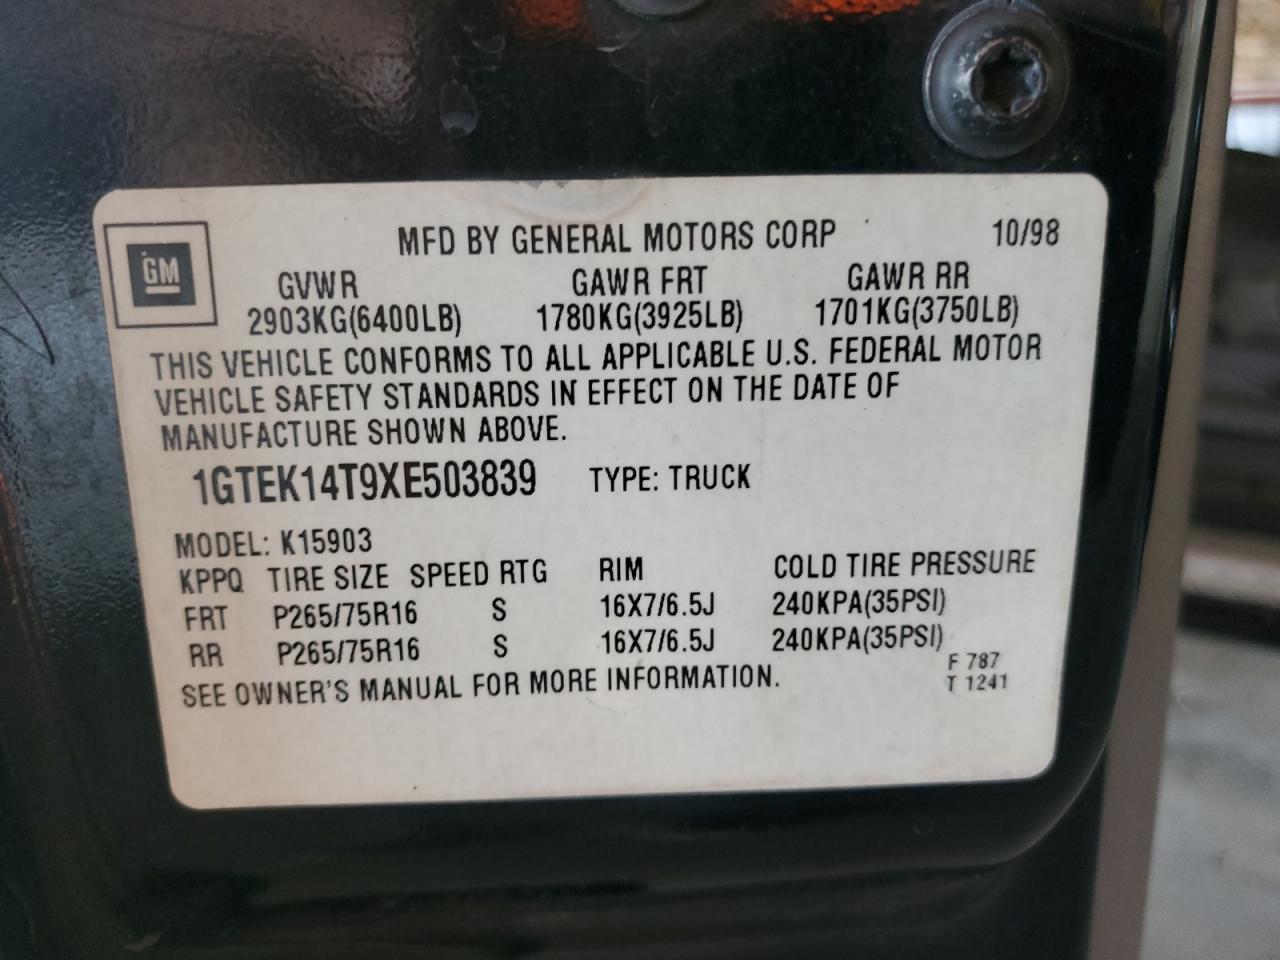 MFD BY GENERAL MOTORS CORP 10/98
GM
GVWR GAWR FRT GAWR RR
2903KG(6400LB) 1780KG(3925LB) 1701KG(3750LB)
THIS VEHICLE CONFORMS TO ALL APPLICABLE U.S. FEDERAL MOTOR
VEHICLE SAFETY STANDARDS IN EFFECT ON THE DATE OF
MANUFACTURE SHOWN ABOVE.
1GTEK14T9XE503839 TYPE: TRUCK
MODEL: K15903
KPPQ TIRE SIZE SPEED RTG RIM COLD TIRE PRESSURE
FRT P265/75R16 S 16X7/6.5J 240KPA(35PSI)
RR P265/75R16 S 16X7/6.5J 240KPA(35PSI)
SEE OWNER'S MANUAL FOR MORE INFORMATION.
F 787
T 1241